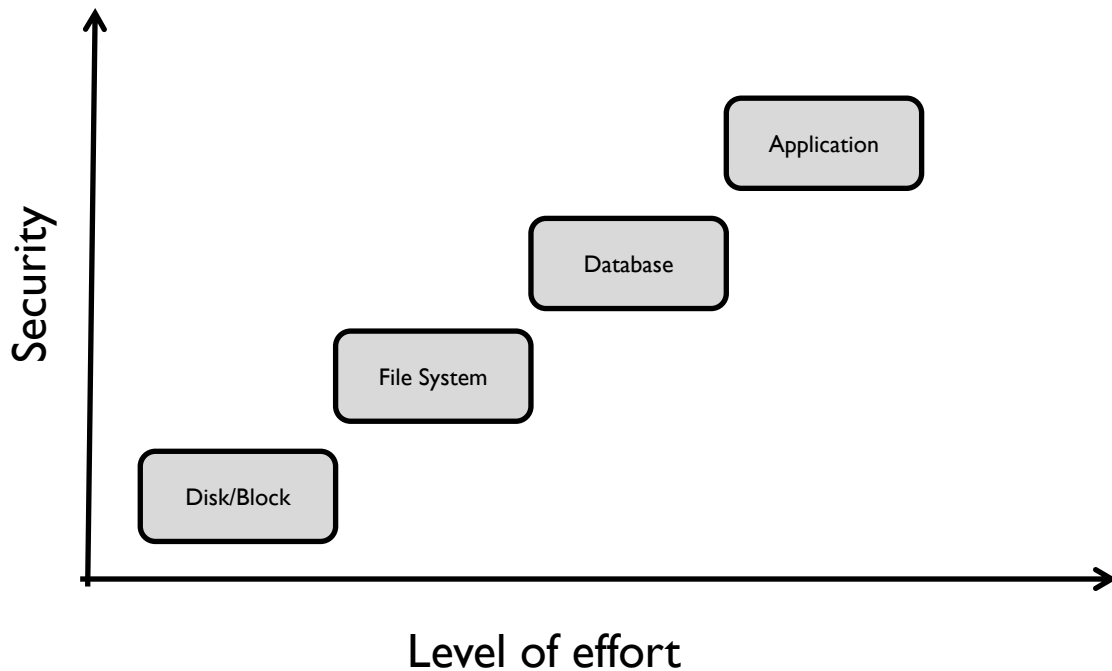 Security
Application
Database
File System
Disk/Block
Level of effort